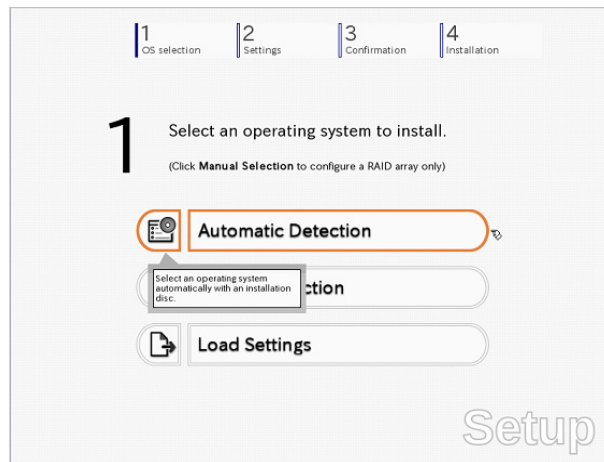 1
OS selection
2
Settings
3
Confirmation
4
Installation
1
Select an operating system to install.
(Click Manual Selection to configure a RAID array only)
Automatic Detection
Select an operating system
automatically with an installation
disc.
ction
Load Settings
Setup